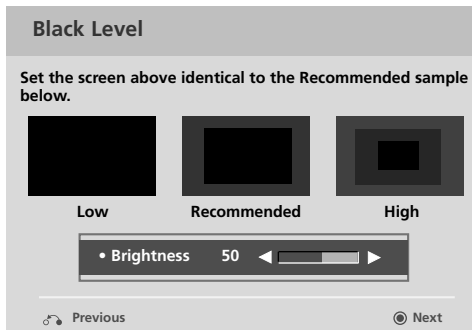 Black Level
Set the screen above identical to the Recommended sample
below.
Low Recommended High
• Brightness 50
Previous Next